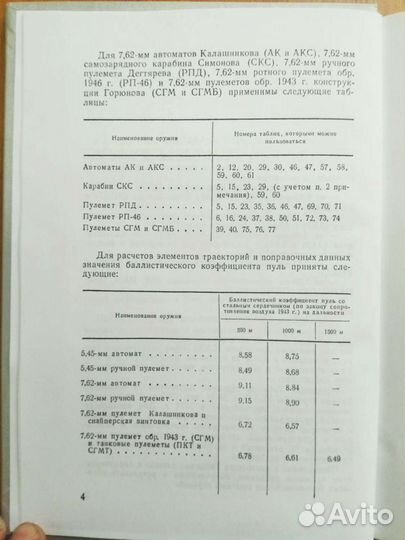 Для 7,62-мм автоматов Калашникова (АК и АКС), 7,62-мм
самозарядного карабина Симонова (СКС), 7,62-мм ручного
пулемета Дегтярева (РПД), 7,62-мм ротного пулемета обр.
1946 г. (РП-46) и 7,62-мм пулеметов обр. 1943 г. конструк-
ции Горюнова (СГМ и СГМБ) применимы следующие таб-
лицы:
Наименование оружия
Номера таблиц, которыми можно
пользоваться
Автоматы АК и АКС . . . . . 2, 12, 20, 29, 30, 46, 47, 57, 58,
59, 60, 61
Карабин СКС . . . . . . . . 5, 15, 23, 29, (с учетом п. 2 при-
мечания), 59, 60
Пулемет РПД . . . . . . . . 5, 15, 23, 35, 36, 46, 47, 69, 70, 71
Пулемет РП-46 . . . . . . . 6, 16, 24, 37, 38, 50, 51, 72, 73, 74
Пулеметы СГМ и СГМБ . . . . 39, 40, 75, 76, 77
Для расчетов элементов траекторий и поправочных данных
значения баллистического коэффициента пуль приняты сле-
дующие:
Наименование оружия
Баллистический коэффициент пуль со
стальным сердечником (по закону сопро-
тивления воздуха 1943 г.) на дальности
1000 м
1500 м
5,45-мм автомат . . . . . . . . . 8,58 8,75 —
5,45-мм ручной пулемет . . . . . . 8,49 8,68 —
7,62-мм автомат . . . . . . . . . 9,11 8,84 —
7,62-мм ручной пулемет . . . . . . 9,15 8,90 —
7,62-мм пулемет Калашникова и
снайперская винтовка . . . . . . . 6,72 6,57 —
7,62-мм пулемет обр. 1943 г. (СГМ)
и танковые пулеметы (ПКТ и
СГМТ) . . . . . . . . . . . . . 6,78 6,61 6,49
4
Avito